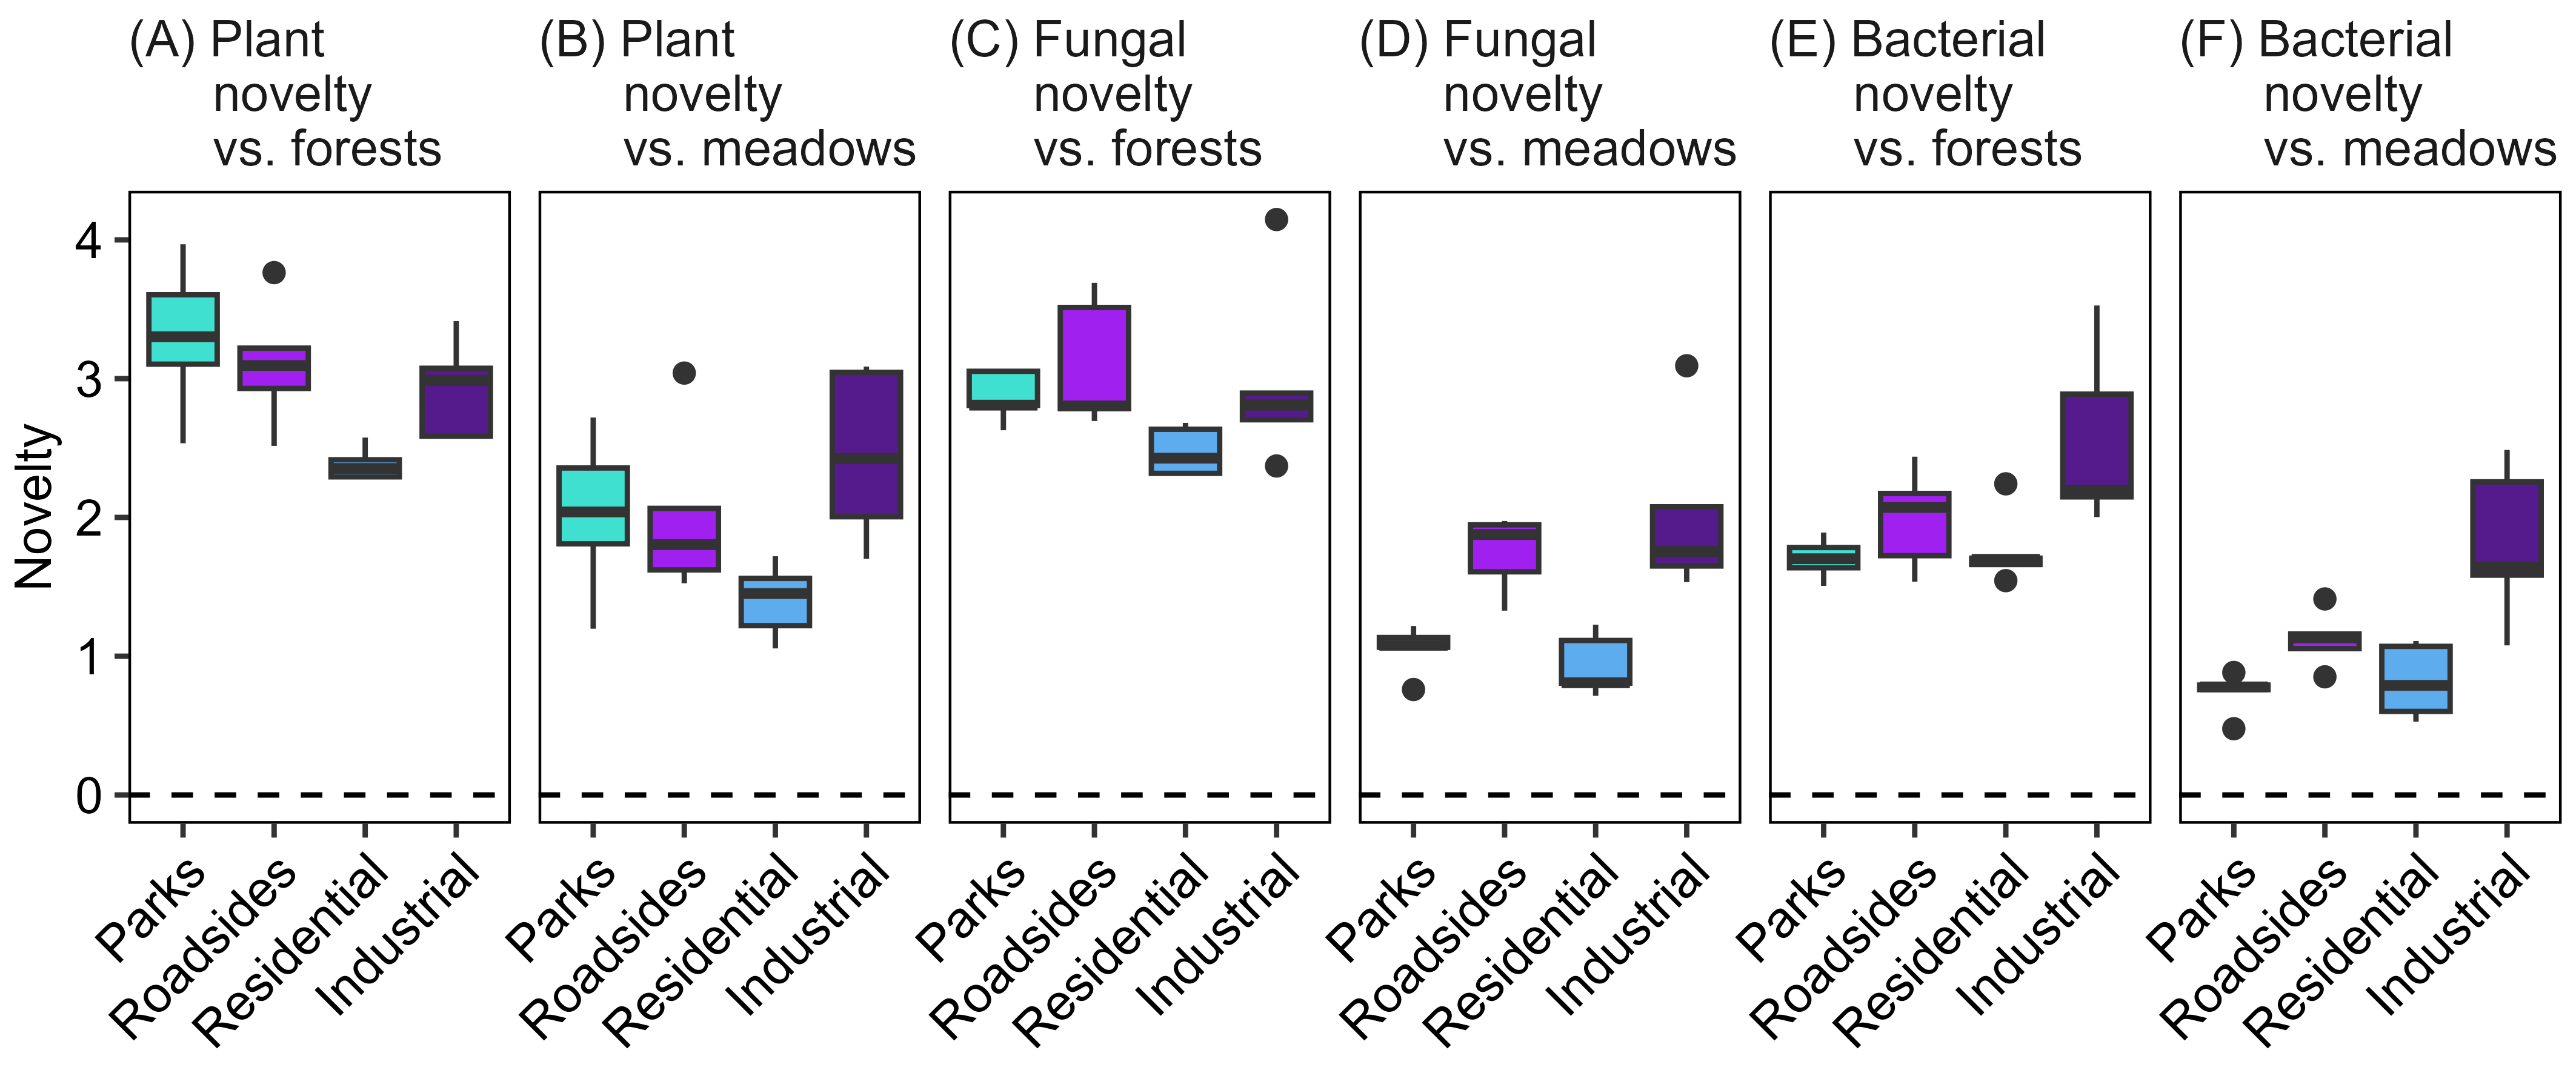 (A) Plant
novelty
vs. forests
(B) Plant
novelty
vs. meadows
(C) Fungal
novelty
vs. forests
(D) Fungal
novelty
vs. meadows
(E) Bacterial
novelty
vs. forests
(F) Bacterial
novelty
vs. meadows
Novelty
4
3
2
1
0
Parks
Roadsides
Residential
Industrial
Parks
Roadsides
Residential
Industrial
Parks
Roadsides
Residential
Industrial
Parks
Roadsides
Residential
Industrial
Parks
Roadsides
Residential
Industrial
Parks
Roadsides
Residential
Industrial